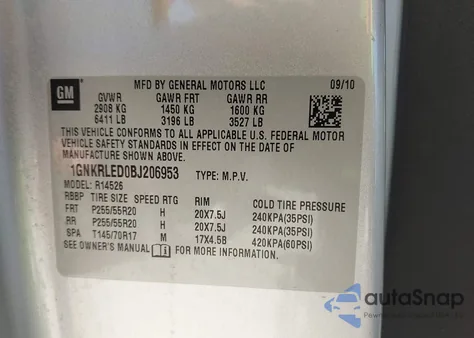 GM
MFD BY GENERAL MOTORS LLC 09/10
GVWR GAWR FRT GAWR RR
2908 KG 1450 KG 1600 KG
6411 LB 3196 LB 3527 LB
THIS VEHICLE CONFORMS TO ALL APPLICABLE U.S. FEDERAL MOTOR
VEHICLE SAFETY STANDARDS IN EFFECT ON THE DATE OF
MANUFACTURE SHOWN ABOVE.
1GNKRLED0BJ206953 TYPE: M.P.V.
MODEL: R14526
RBBP TIRE SIZE SPEED RTG RIM COLD TIRE PRESSURE
FRT P255/55R20 H 20X7.5J 240KPA(35PSI)
RR P255/55R20 H 20X7.5J 240KPA(35PSI)
SPA T145/70R17 M 17X4.5B 420KPA(60PSI)
SEE OWNER'S MANUAL FOR MORE INFORMATION.
autoSnap